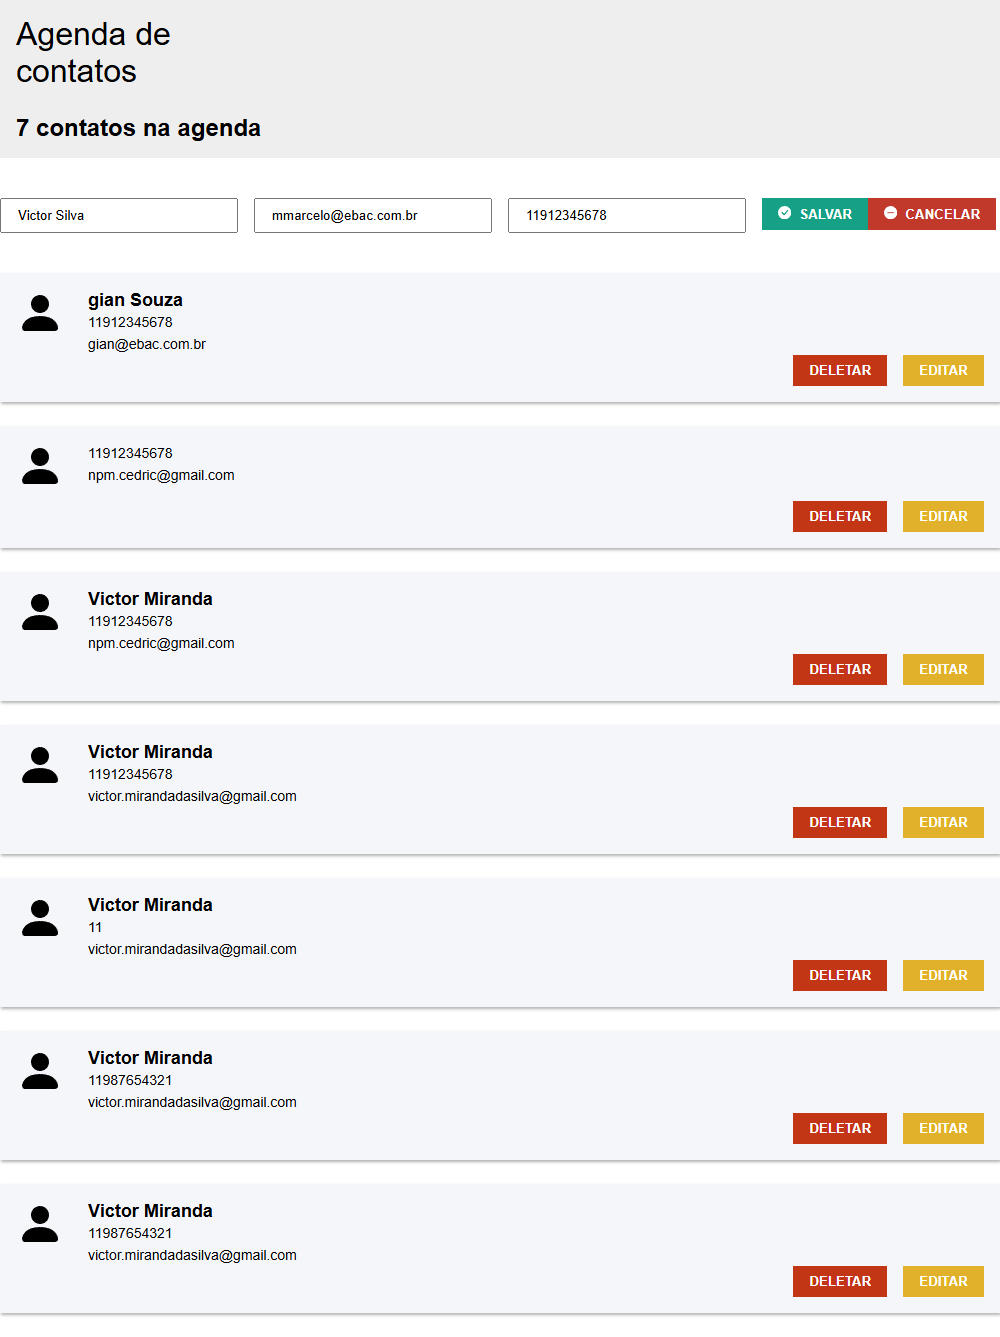 Agenda de
contatos
7 contatos na agenda
Victor Silva mmarcelo@ebac.com.br 11912345678 SALVAR CANCELAR
gian Souza
11912345678
gian@ebac.com.br
DELETAR EDITAR
11912345678
npm.cedric@gmail.com
DELETAR EDITAR
Victor Miranda
11912345678
npm.cedric@gmail.com
DELETAR EDITAR
Victor Miranda
11912345678
victor.mirandadasilva@gmail.com
DELETAR EDITAR
Victor Miranda
11
victor.mirandadasilva@gmail.com
DELETAR EDITAR
Victor Miranda
11987654321
victor.mirandadasilva@gmail.com
DELETAR EDITAR
Victor Miranda
11987654321
victor.mirandadasilva@gmail.com
DELETAR EDITAR